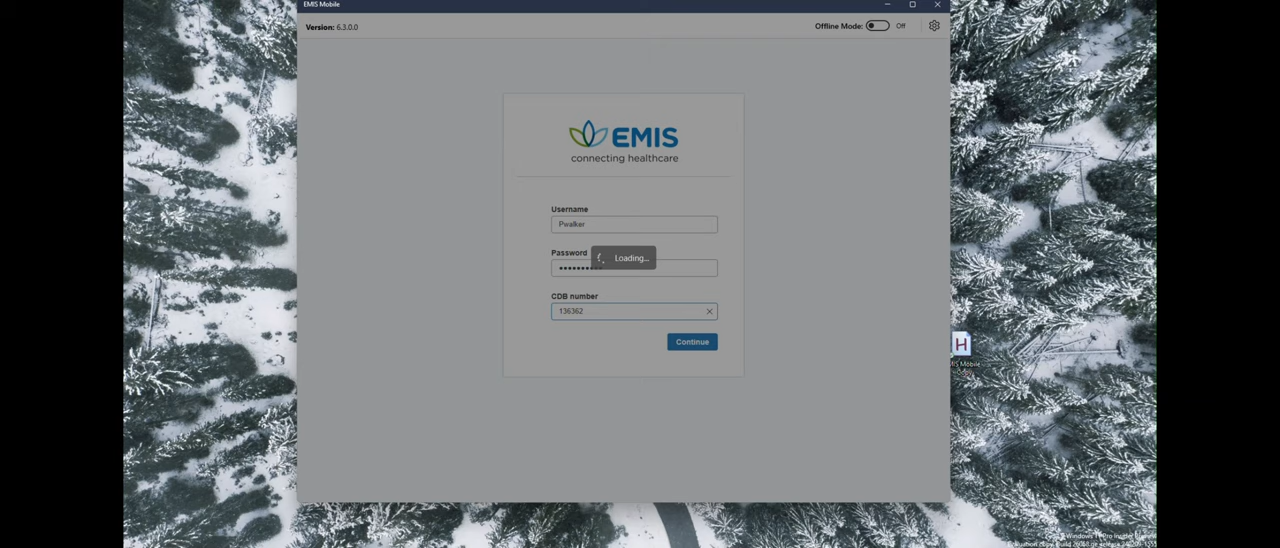 EMIS Mobile
Version: 6.3.0.0
Offline Mode: Off
EMIS
connecting healthcare
Username
Pwalker
Password
Loading...
CDB number
136362
Continue
H
Mobile